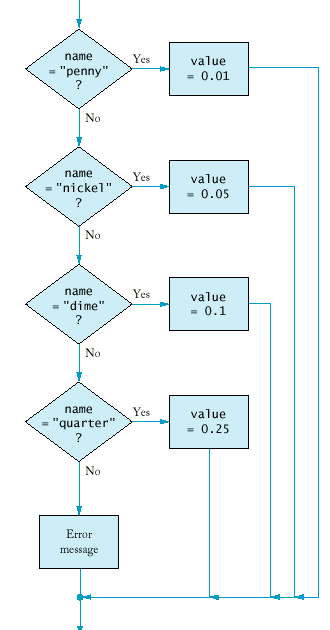 name
= "penny"
?
Yes
value
= 0.01
No
name
= "nickel"
?
Yes
value
= 0.05
No
name
= "dime"
?
Yes
value
= 0.1
No
name
= "quarter"
?
Yes
value
= 0.25
No
Error
message